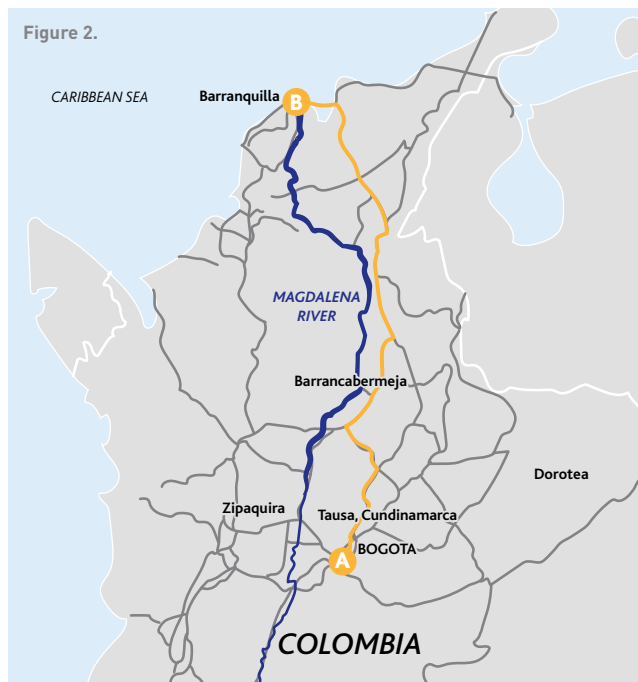 Figure 2.
CARIBBEAN SEA
Barranquilla
B
MAGDALENA
RIVER
Barrancabermeja
Dorotea
Zipaquira
Tausa, Cundinamarca
BOGOTA
A
COLOMBIA